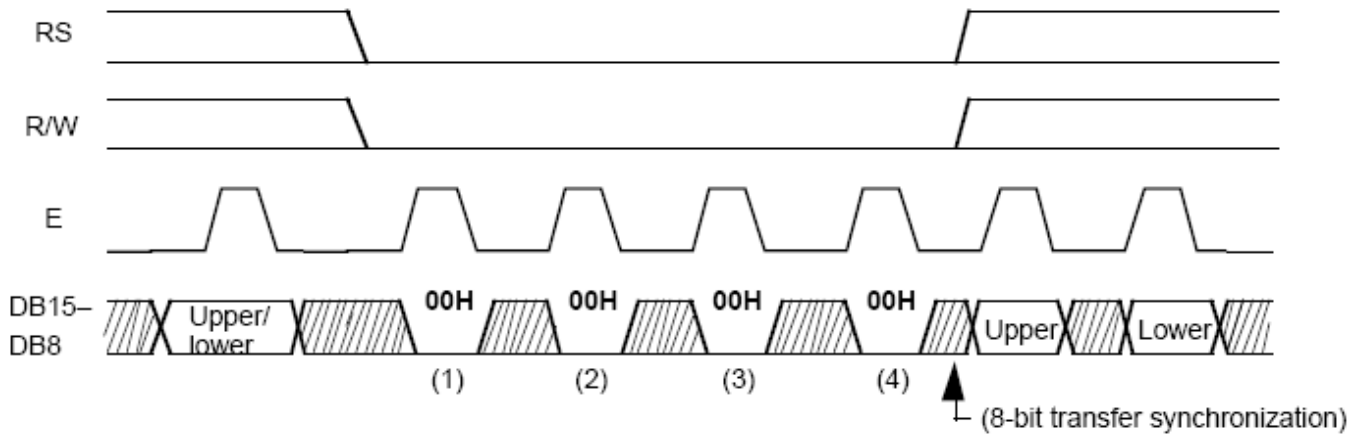 RS
R/W
E
DB15–
DB8
Upper/
lower
00H 00H 00H 00H
Upper Lower
(1) (2) (3) (4)
(8-bit transfer synchronization)